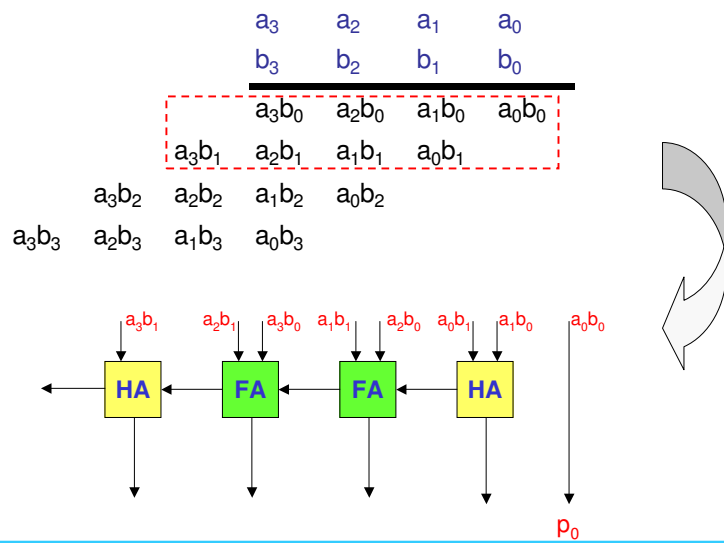 a₃ a₂ a₁ a₀
b₃ b₂ b₁ b₀
a₃b₀ a₂b₀ a₁b₀ a₀b₀
a₃b₁ a₂b₁ a₁b₁ a₀b₁
a₃b₂ a₂b₂ a₁b₂ a₀b₂
a₃b₃ a₂b₃ a₁b₃ a₀b₃
a₃b₁ a₂b₁ a₃b₀ a₁b₁ a₂b₀ a₀b₁ a₁b₀ a₀b₀
HA FA FA HA
p₀